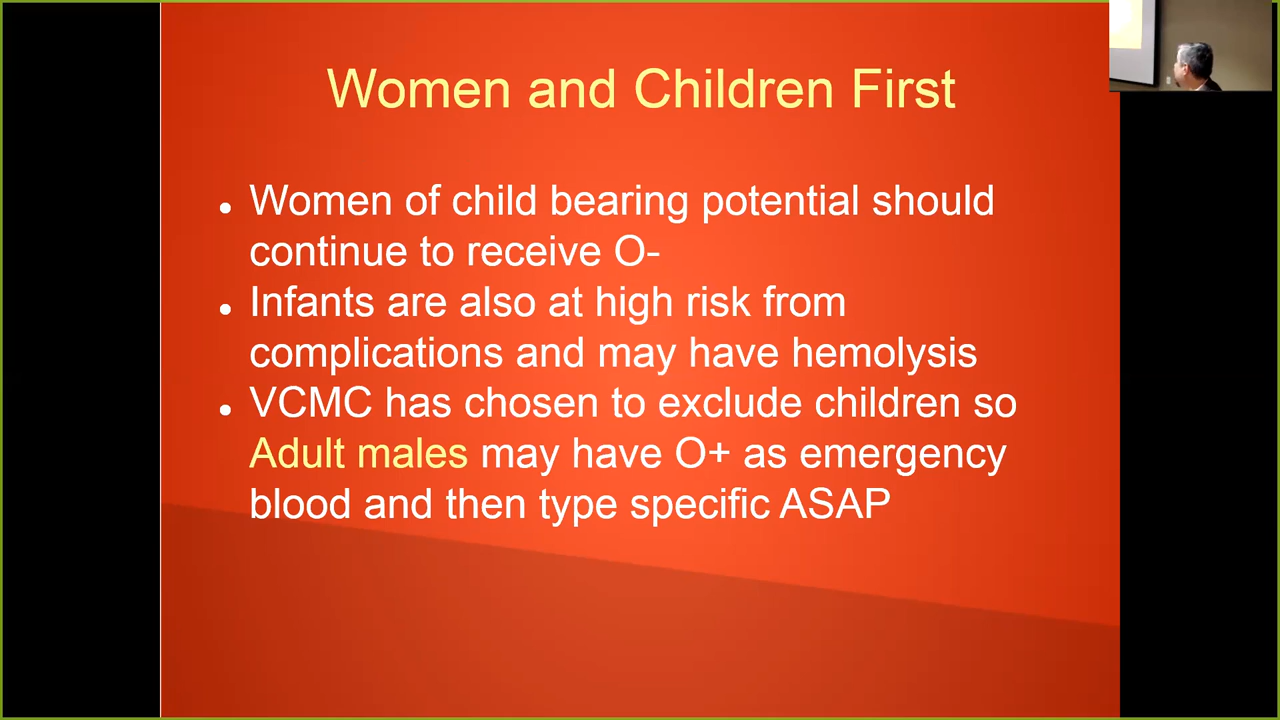 Women and Children First
• Women of child bearing potential should
continue to receive O-
• Infants are also at high risk from
complications and may have hemolysis
• VCMC has chosen to exclude children so
Adult males may have O+ as emergency
blood and then type specific ASAP